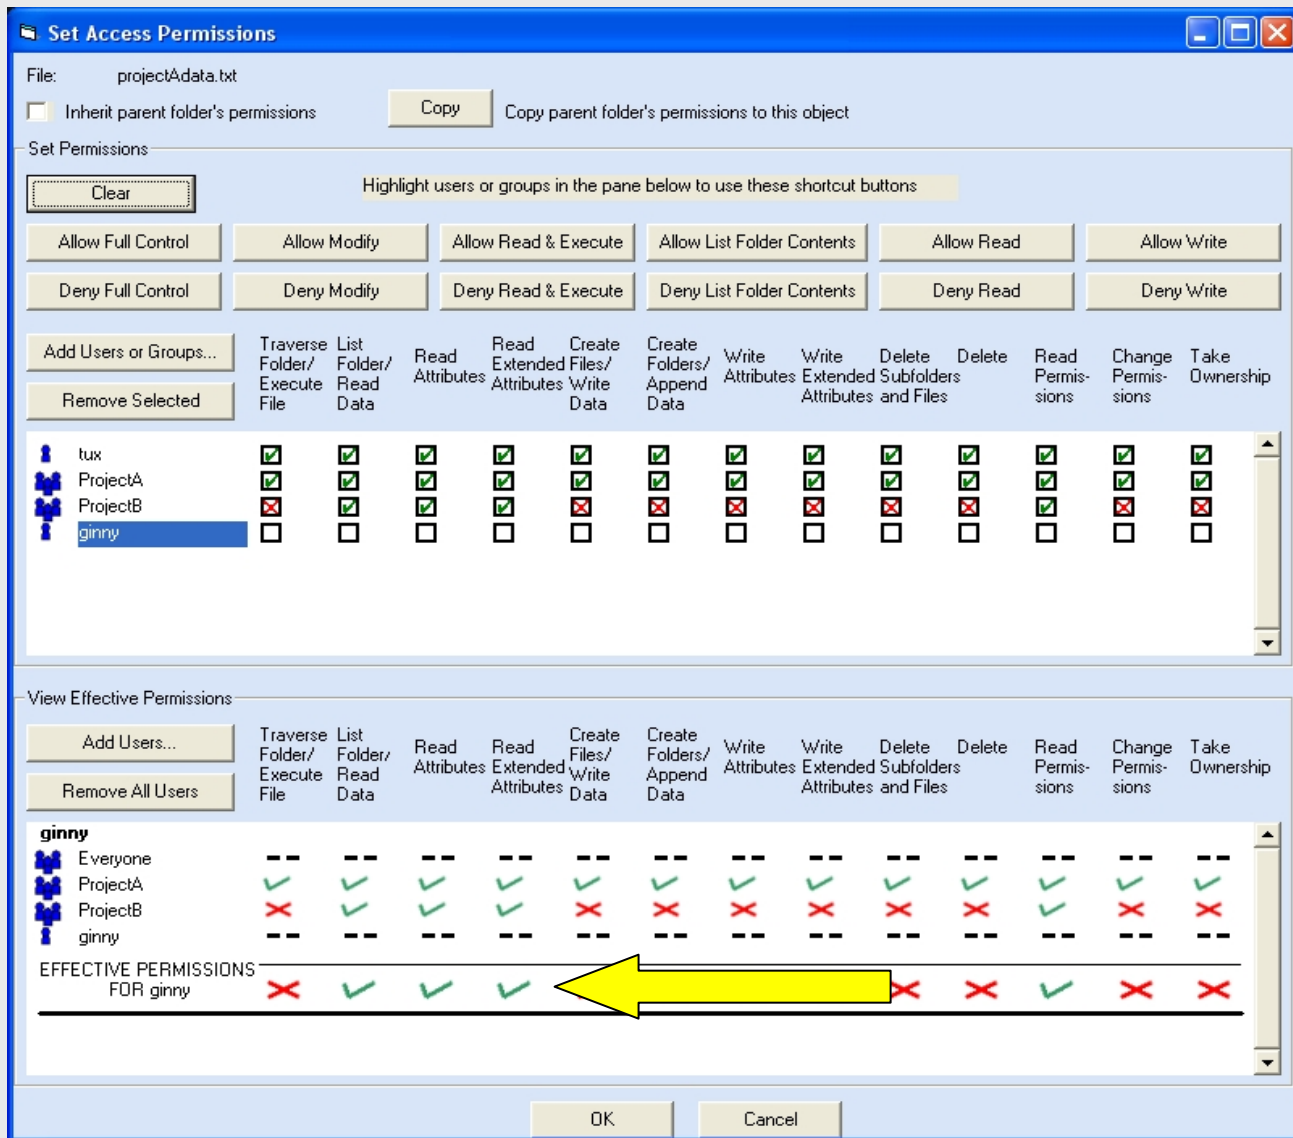 Set Access Permissions
File: projectAdata.txt
Inherit parent folder's permissions Copy Copy parent folder's permissions to this object
Set Permissions
Clear Highlight users or groups in the pane below to use these shortcut buttons
Allow Full Control Allow Modify Allow Read & Execute Allow List Folder Contents Allow Read Allow Write
Deny Full Control Deny Modify Deny Read & Execute Deny List Folder Contents Deny Read Deny Write
Add Users or Groups...
Remove Selected
Traverse Folder/ Execute File
List Folder/ Read Data
Read Attributes
Read Extended Attributes
Create Files/ Write Data
Create Folders/ Append Data
Write Attributes
Write Extended Attributes
Delete Subfolders and Files
Delete
Read Permis- sions
Change Permis- sions
Take Ownership
tux
ProjectA
ProjectB
ginny
View Effective Permissions
Add Users...
Remove All Users
Traverse Folder/ Execute File
List Folder/ Read Data
Read Attributes
Read Extended Attributes
Create Files/ Write Data
Create Folders/ Append Data
Write Attributes
Write Extended Attributes
Delete Subfolders and Files
Delete
Read Permis- sions
Change Permis- sions
Take Ownership
ginny
Everyone
ProjectA
ProjectB
ginny
EFFECTIVE PERMISSIONS
FOR ginny
OK Cancel